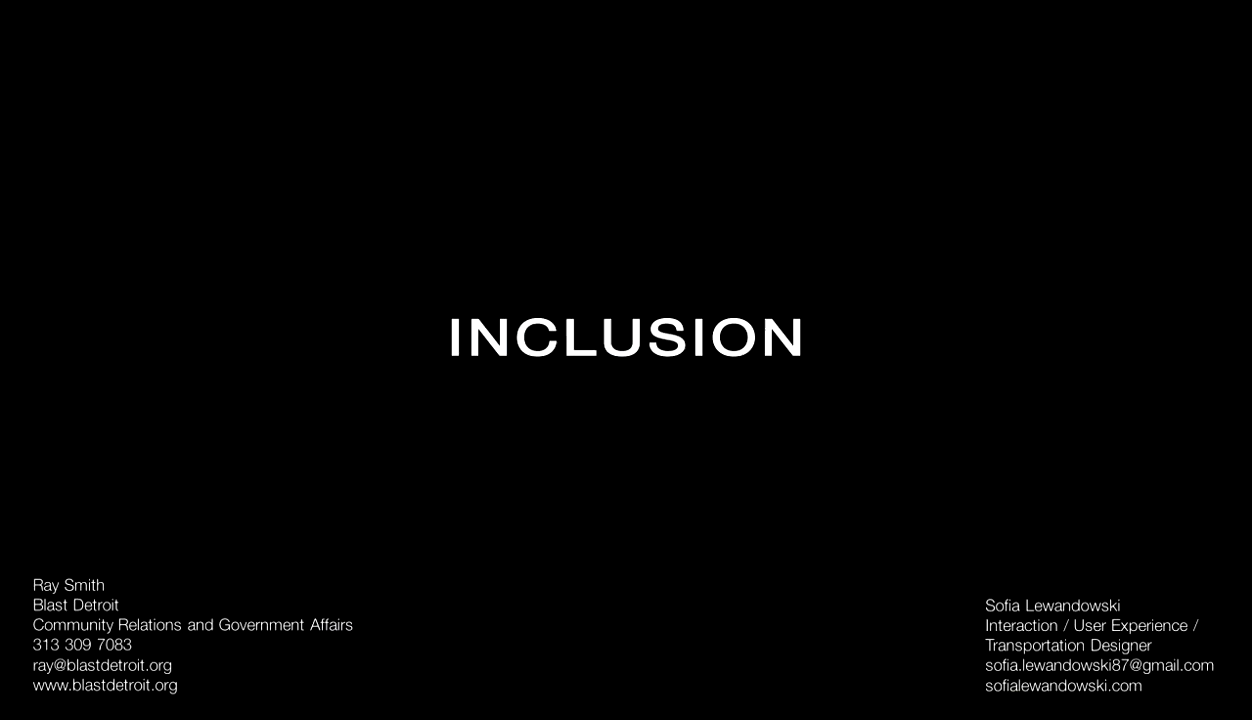 INCLUSION
Ray Smith
Blast Detroit
Community Relations and Government Affairs
313 309 7083
ray@blastdetroit.org
www.blastdetroit.org
Sofia Lewandowski
Interaction / User Experience /
Transportation Designer
sofia.lewandowski87@gmail.com
sofialewandowski.com